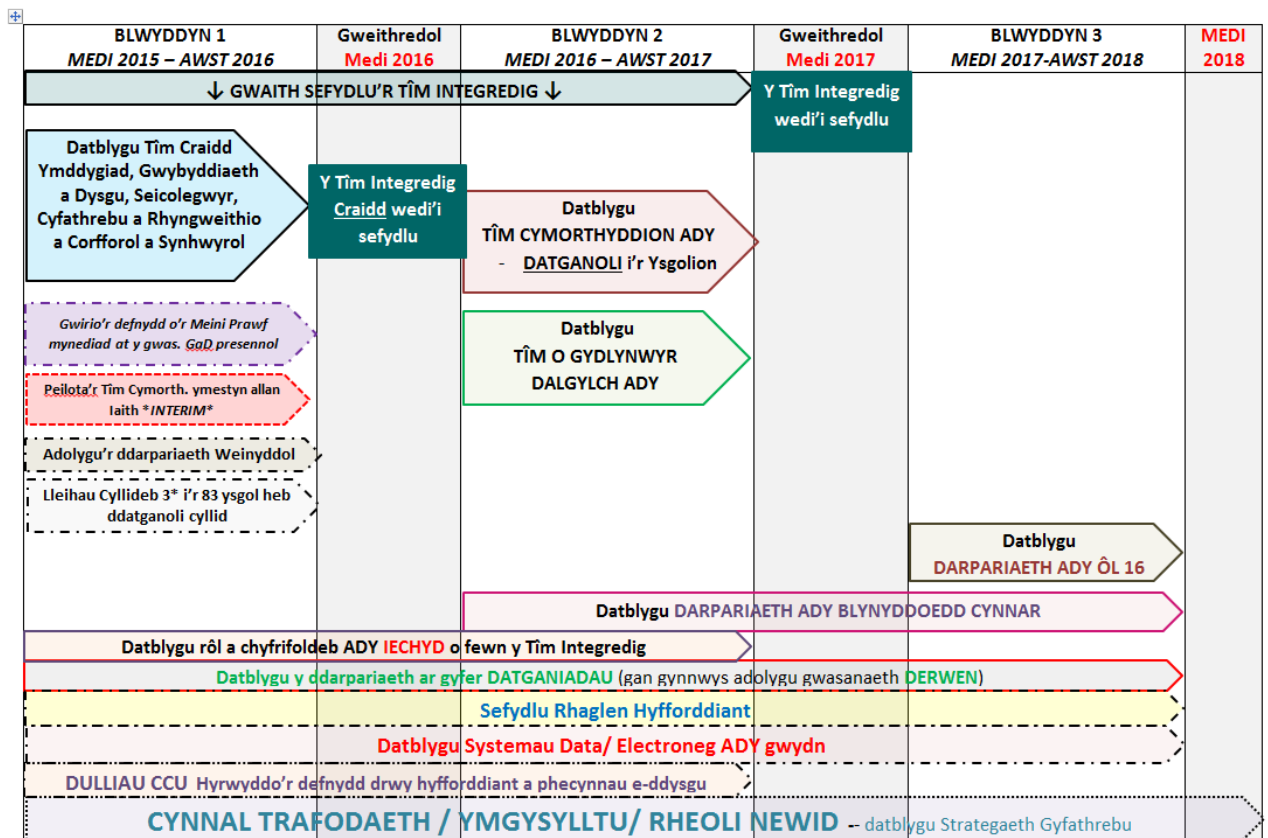 BLWYDDYN 1
MEDI 2015 – AWST 2016
Gweithredol
Medi 2016
BLWYDDYN 2
MEDI 2016 – AWST 2017
Gweithredol
Medi 2017
BLWYDDYN 3
MEDI 2017-AWST 2018
MEDI
2018
↓ GWAITH SEFYDLU’R TÎM INTEGREDIG ↓
Y Tîm Integredig
wedi’i sefydlu
Datblygu Tîm Craidd
Ymddygiad, Gwybyddiaeth
a Dysgu, Seicolegwyr,
Cyfathrebu a Rhyngweithio
a Corfforol a Synhwyrol
Y Tîm Integredig
Craidd wedi’i
sefydlu
Datblygu
TÎM CYMORTHYDDION ADY
- DATGANOLI i’r Ysgolion
Gwirio’r defnydd o’r Meini Prawf
mynediad at y gwas. GaD presennol
Datblygu
TÎM O GYDLYNWYR
DALGYLCH ADY
Peilota’r Tîm Cymorth. ymestyn allan
Iaith *INTERIM*
Adolygu’r ddarpariaeth Weinyddol
Lleihau Cyllideb 3* i’r 83 ysgol heb
ddatganoli cyllid
Datblygu
DARPARIAETH ADY ÔL 16
Datblygu DARPARIAETH ADY BLYNYDDOEDD CYNNAR
Datblygu rôl a chyfrifoldeb ADY IECHYD o fewn y Tîm Integredig
Datblygu y ddarpariaeth ar gyfer DATGANIADAU (gan gynnwys adolygu gwasanaeth DERWEN)
Sefydlu Rhaglen Hyfforddiant
Datblygu Systemau Data/ Electroneg ADY gwydn
DULLIAU CCU Hyrwyddo’r defnydd drwy hyfforddiant a phecynnau e-ddysgu
CYNNAL TRAFODAETH / YMGYSYLLTU/ RHEOLI NEWID -- datblygu Strategaeth Gyfathrebu